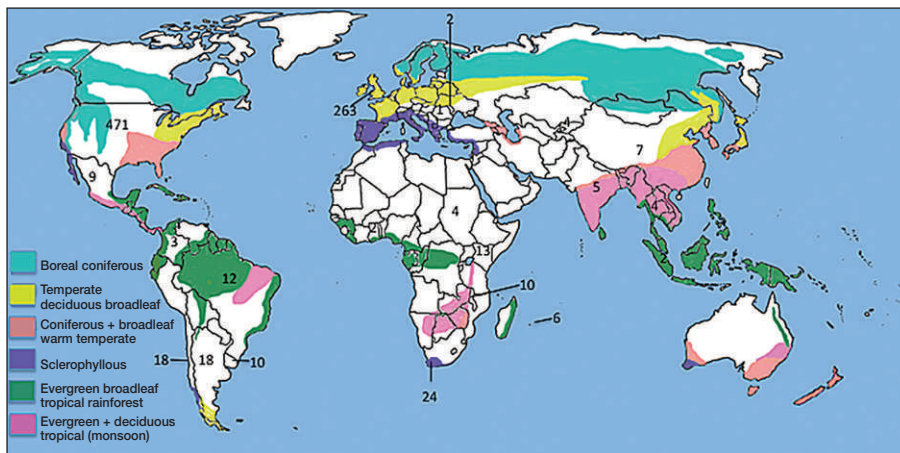 2
263
471
4
7
9
5
4
4
2
13
3
12
10
6
18
18
10
24
Boreal coniferous
Temperate
deciduous broadleaf
Coniferous + broadleaf
warm temperate
Sclerophyllous
Evergreen broadleaf
tropical rainforest
Evergreen + deciduous
tropical (monsoon)